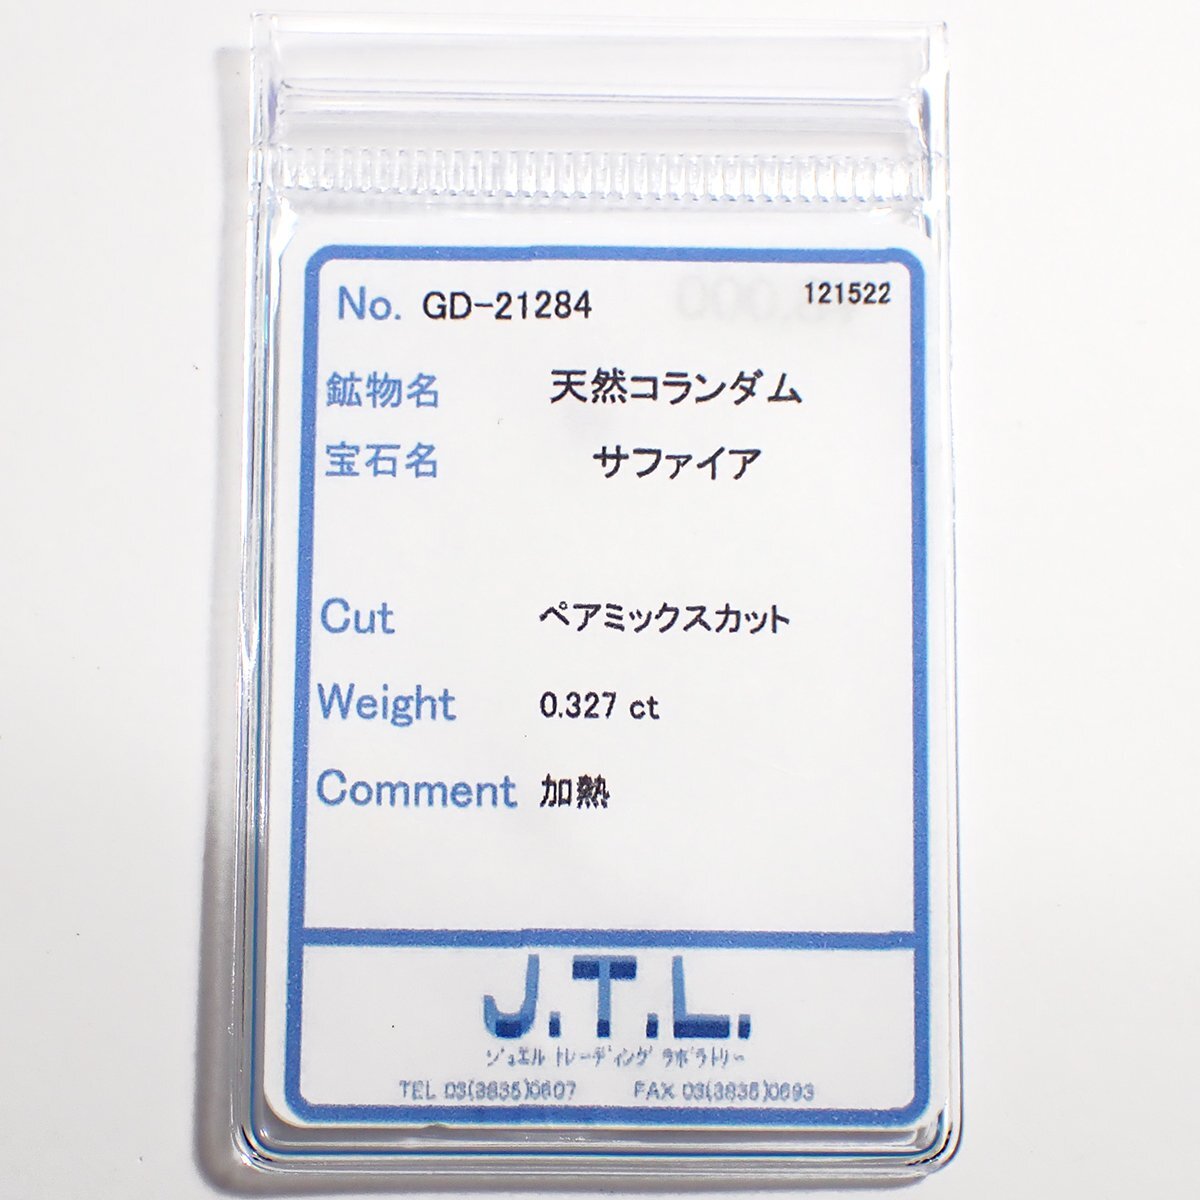 No. GD-21284 121522
鉱物名 天然コランダム
宝石名 サファイア
Cut ペアミックスカット
Weight 0.327 ct
Comment 加熱
J.T.L.
ジュエル トレーディング ラボラトリー
TEL 03(3835)0607 FAX 03(3835)0693